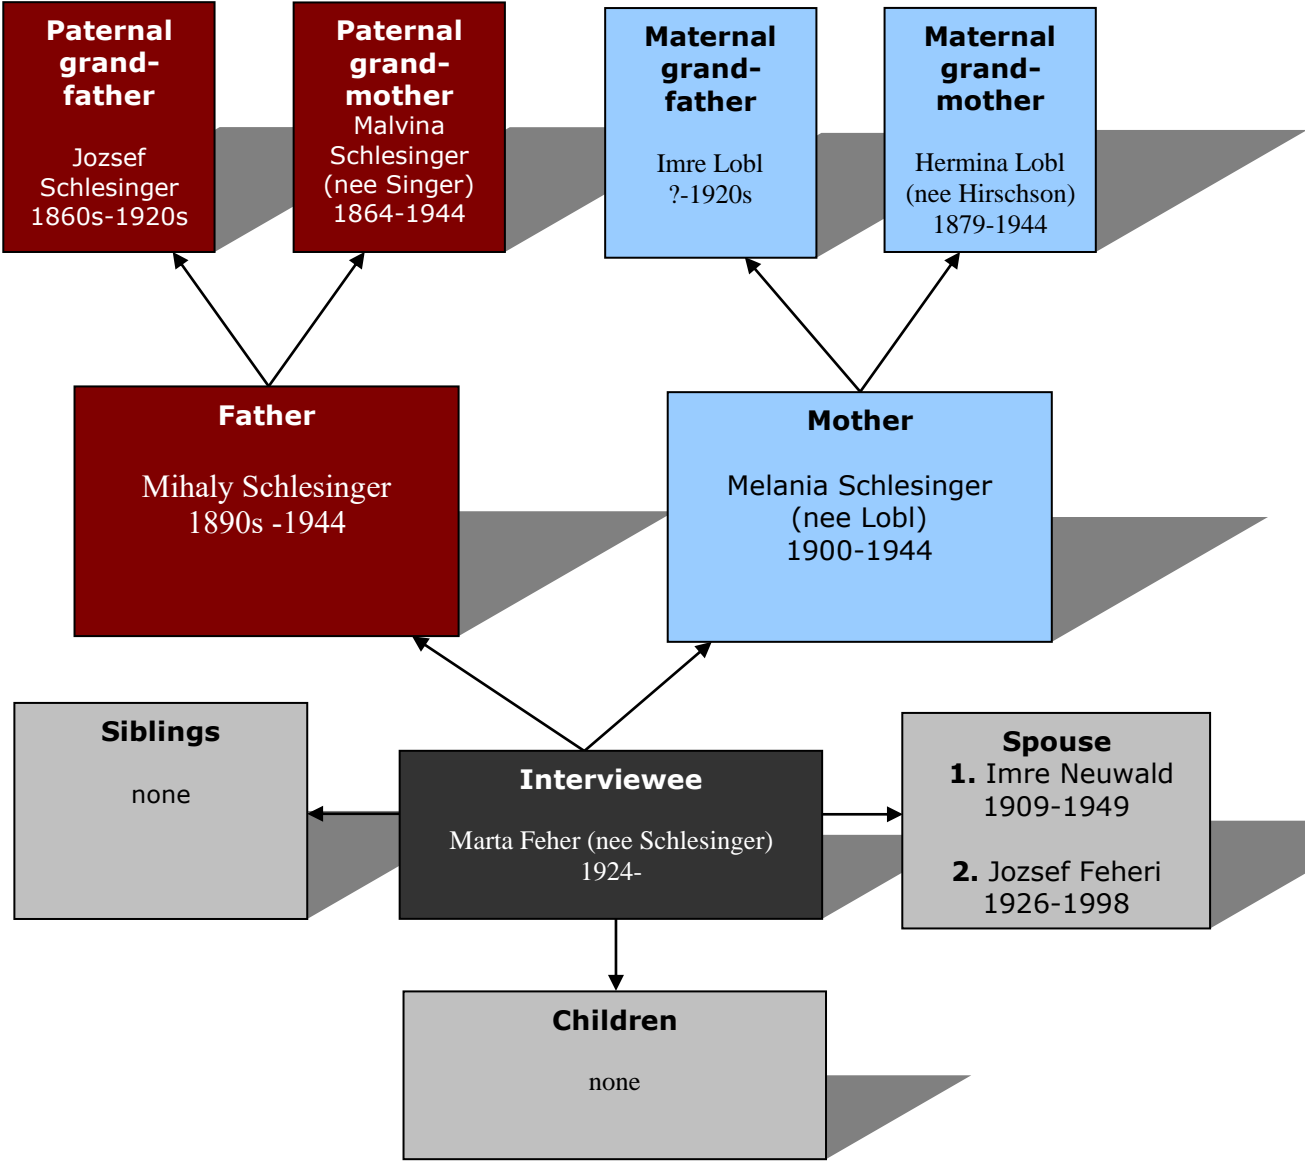 Paternal
grand-
father
Jozsef
Schlesinger
1860s-1920s
Paternal
grand-
mother
Malvina
Schlesinger
(nee Singer)
1864-1944
Maternal
grand-
father
Imre Lobl
?-1920s
Maternal
grand-
mother
Hermina Lobl
(nee Hirschson)
1879-1944
Father
Mihaly Schlesinger
1890s -1944
Mother
Melania Schlesinger
(nee Lobl)
1900-1944
Siblings
none
Interviewee
Marta Feher (nee Schlesinger)
1924-
Spouse
1. Imre Neuwald
1909-1949
2. Jozsef Feheri
1926-1998
Children
none